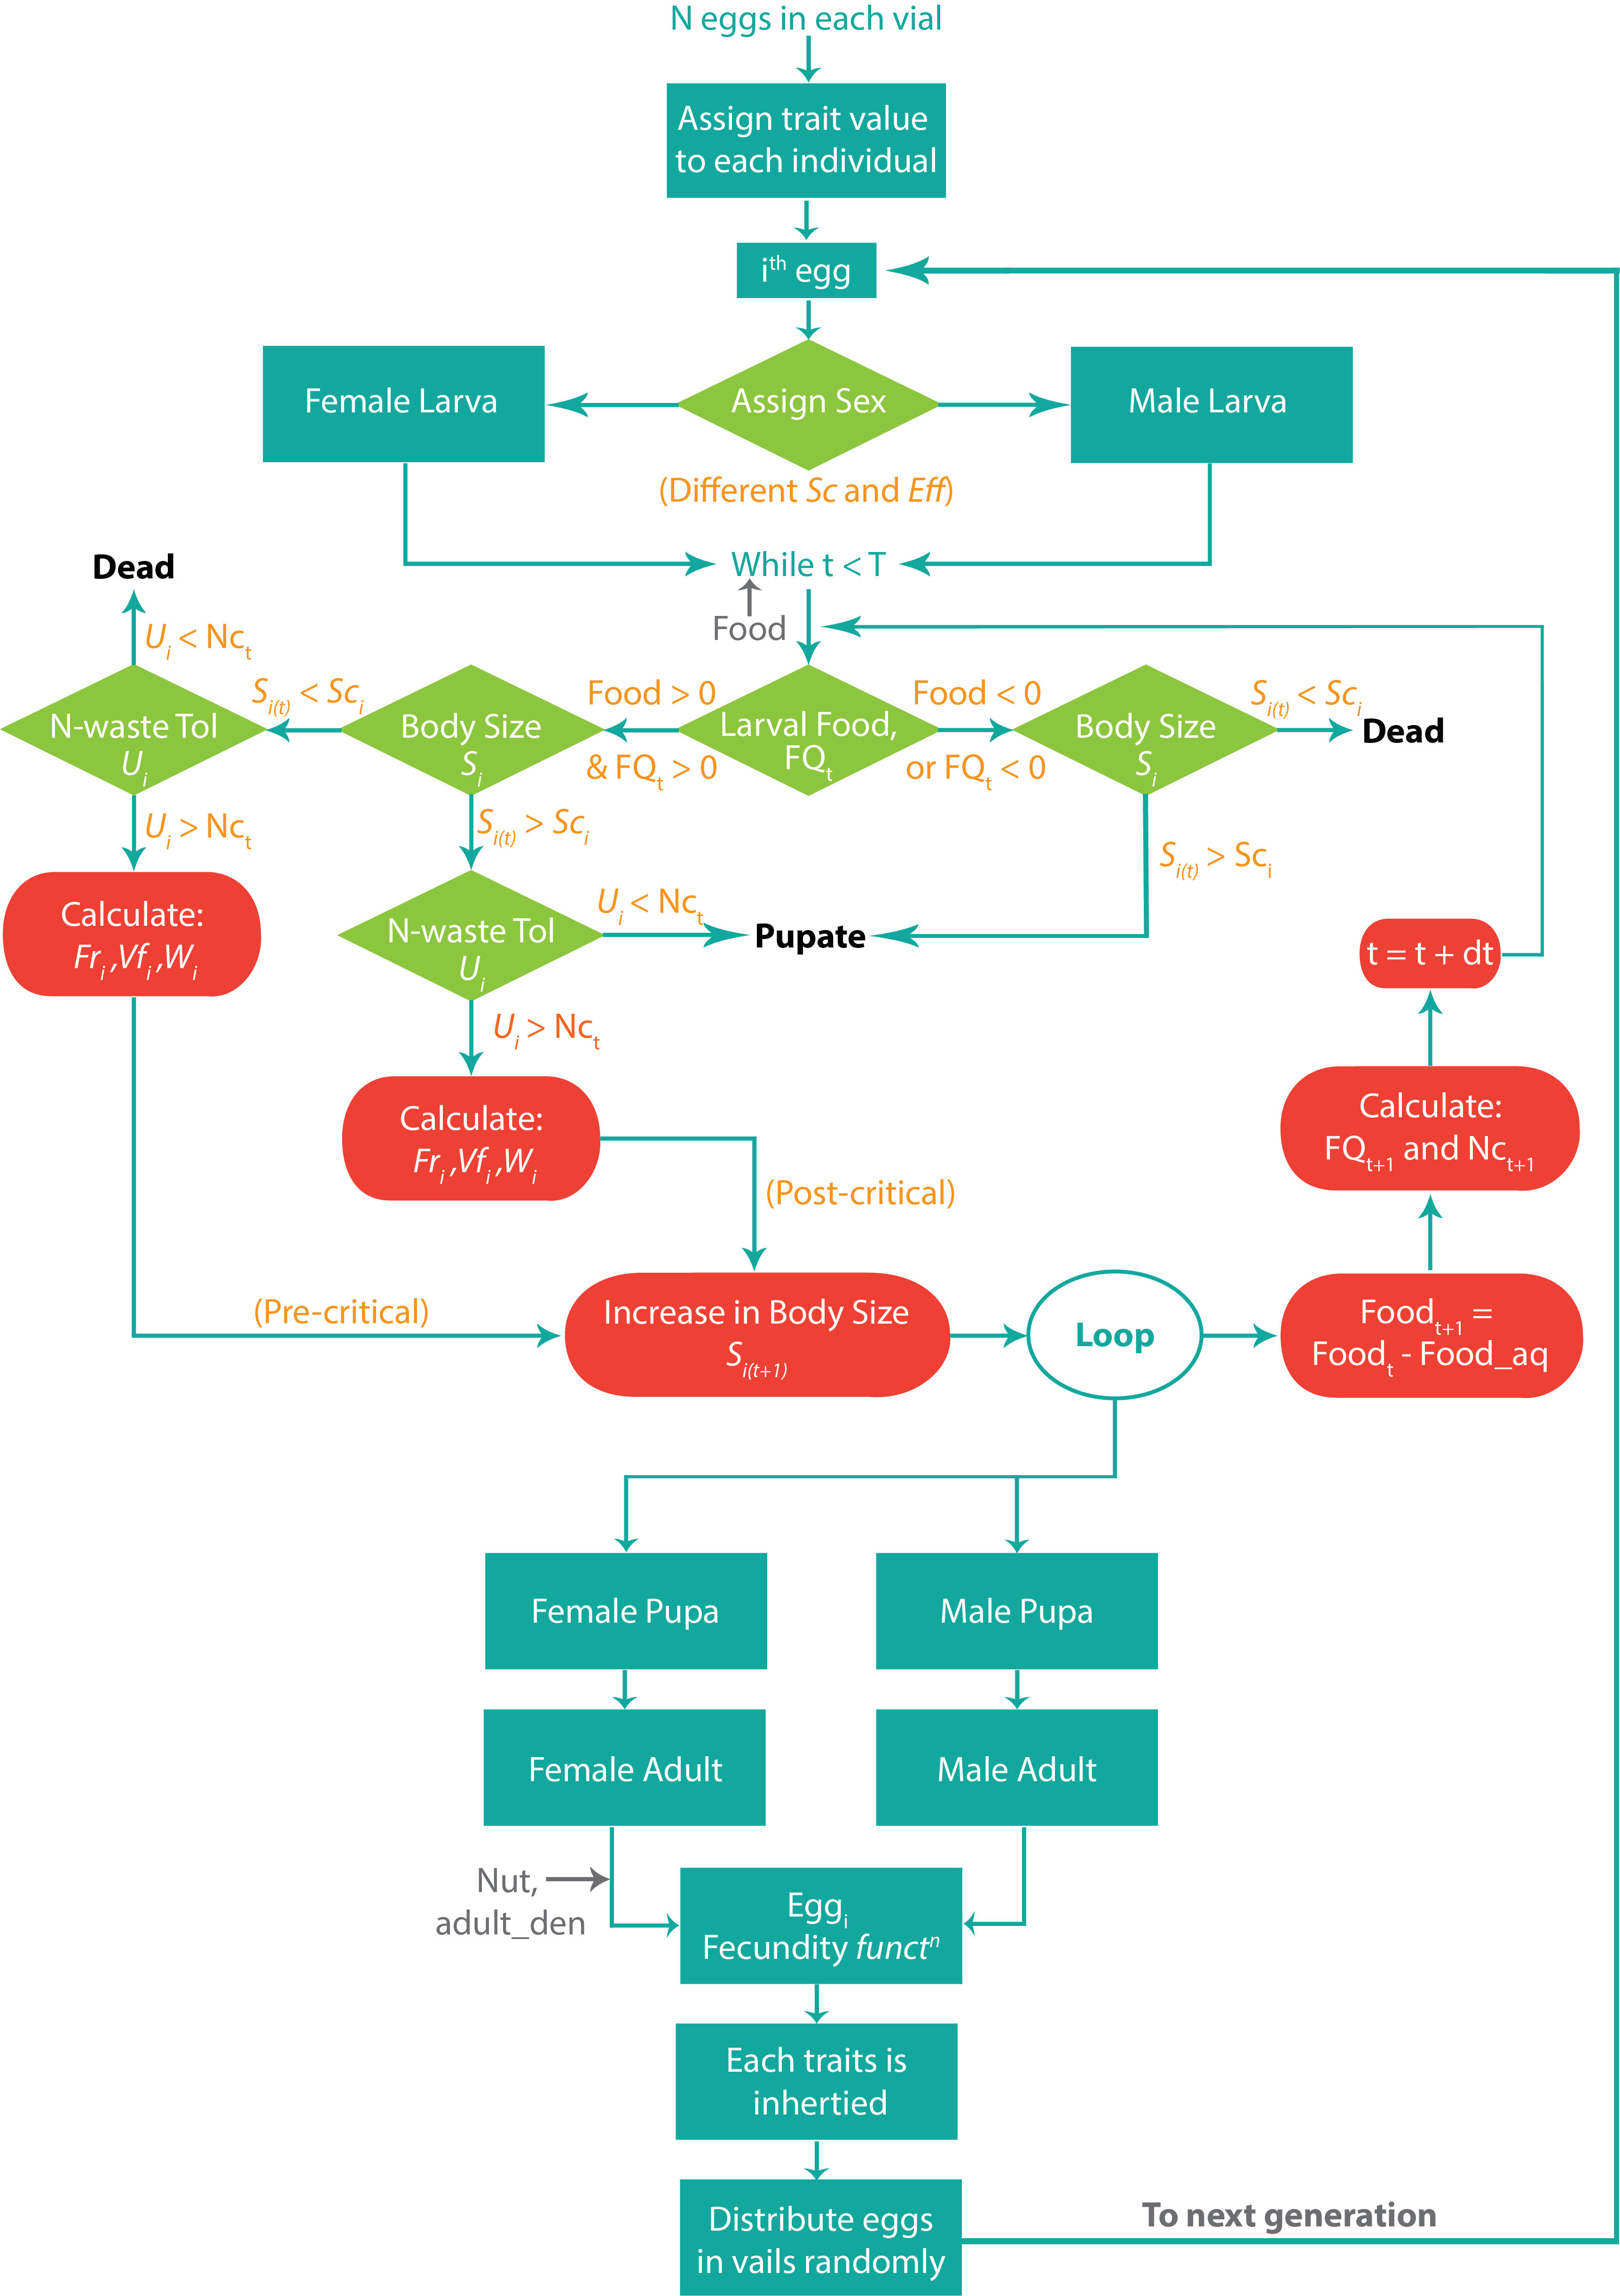 N eggs in each vial
Assign trait value
to each individual
iᵗʰ egg
Female Larva
Assign Sex
Male Larva
(Different Sc and Eff)
While t < T
Food
Dead
Uᵢ < Ncₜ
N-waste Tol
Uᵢ
Sᵢ₍ₜ₎ < Scᵢ
Body Size
Sᵢ
Food > 0
& FQₜ > 0
Larval Food,
FQₜ
Food < 0
or FQₜ < 0
Body Size
Sᵢ
Sᵢ₍ₜ₎ < Scᵢ
Dead
Uᵢ > Ncₜ
Sᵢ₍ₜ₎ > Scᵢ
Sᵢ₍ₜ₎ > Scᵢ
Calculate:
Frᵢ,Vfᵢ,Wᵢ
N-waste Tol
Uᵢ
Uᵢ < Ncₜ
Pupate
t = t + dt
Uᵢ > Ncₜ
Calculate:
Frᵢ,Vfᵢ,Wᵢ
Calculate:
FQₜ₊₁ and Ncₜ₊₁
(Post-critical)
(Pre-critical)
Increase in Body Size
Sᵢ₍ₜ₊₁₎
Loop
Foodₜ₊₁ =
Foodₜ - Food_aq
Female Pupa
Male Pupa
Female Adult
Male Adult
Nut,
adult_den
Eggᵢ
Fecundity functⁿ
Each traits is
inhertied
Distribute eggs
in vails randomly
To next generation